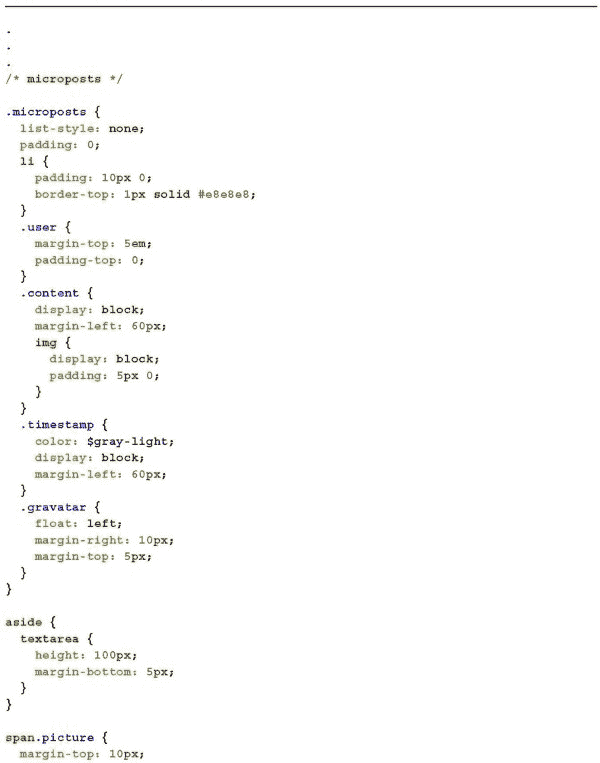 .
.
.
/* microposts */

.microposts {
  list-style: none;
  padding: 0;
  li {
    padding: 10px 0;
    border-top: 1px solid #e8e8e8;
  }
  .user {
    margin-top: 5em;
    padding-top: 0;
  }
  .content {
    display: block;
    margin-left: 60px;
    img {
      display: block;
      padding: 5px 0;
    }
  }
  .timestamp {
    color: $gray-light;
    display: block;
    margin-left: 60px;
  }
  .gravatar {
    float: left;
    margin-right: 10px;
    margin-top: 5px;
  }
}

aside {
  textarea {
    height: 100px;
    margin-bottom: 5px;
  }
}

span.picture {
  margin-top: 10px;